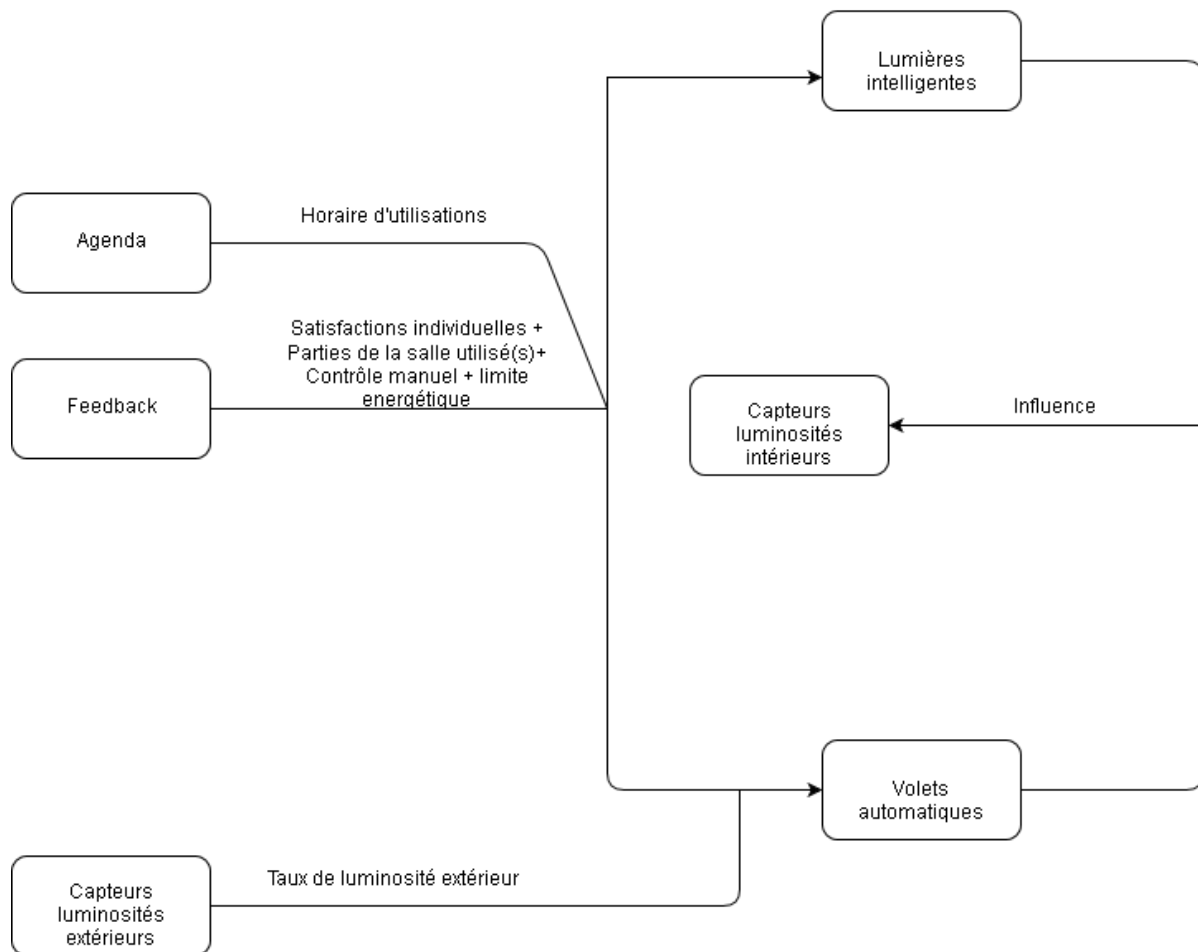 Lumières
intelligentes
Horaire d'utilisations
Agenda
Satisfactions individuelles +
Parties de la salle utilisé(s)+
Contrôle manuel + limite
energétique
Feedback
Capteurs
luminosités
intérieurs
Influence
Volets
automatiques
Taux de luminosité extérieur
Capteurs
luminosités
extérieurs